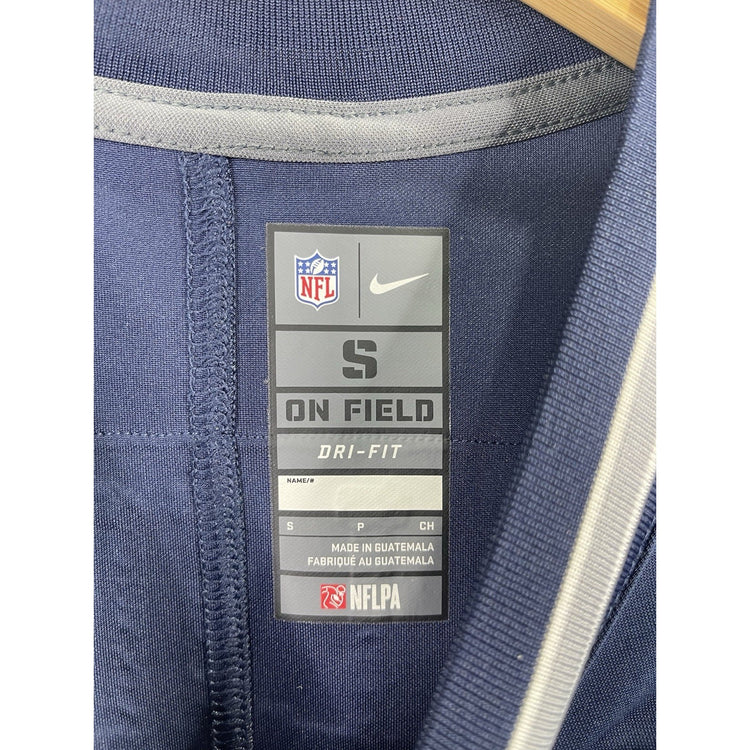 NFL
S
ON FIELD
DRI-FIT
NAME/#
S P CH
MADE IN GUATEMALA
FABRIQUÉ AU GUATEMALA
NFLPA